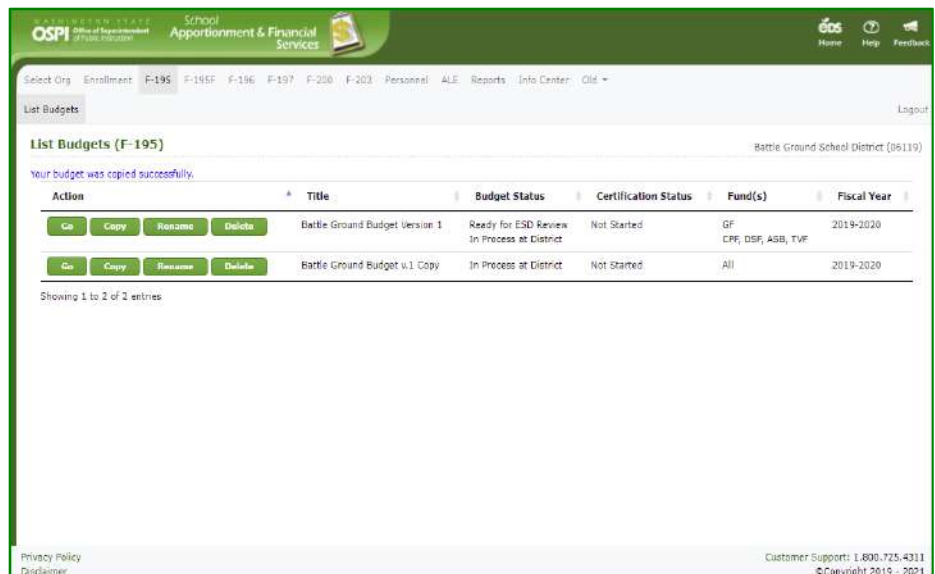 WASHINGTON STATE
OSPI Office of Superintendent of Public Instruction
School
Apportionment & Financial
Services
EDS
Home
Help
Feedback
Select Org Enrollment F-195 F-195F F-196 F-197 F-200 F-203 Personnel ALE Reports Info Center Old
List Budgets
Logout
List Budgets (F-195)
Battle Ground School District (06119)
Your budget was copied successfully.
Action Title Budget Status Certification Status Fund(s) Fiscal Year
Go Copy Rename Delete Battle Ground Budget Version 1 Ready for ESD Review Not Started GF 2019-2020
In Process at District CPF, DSF, ASB, TVF
Go Copy Rename Delete Battle Ground Budget v.1 Copy In Process at District Not Started All 2019-2020
Showing 1 to 2 of 2 entries
Privacy Policy
Customer Support: 1.800.725.4311
Disclaimer
©Copyright 2019 - 2021